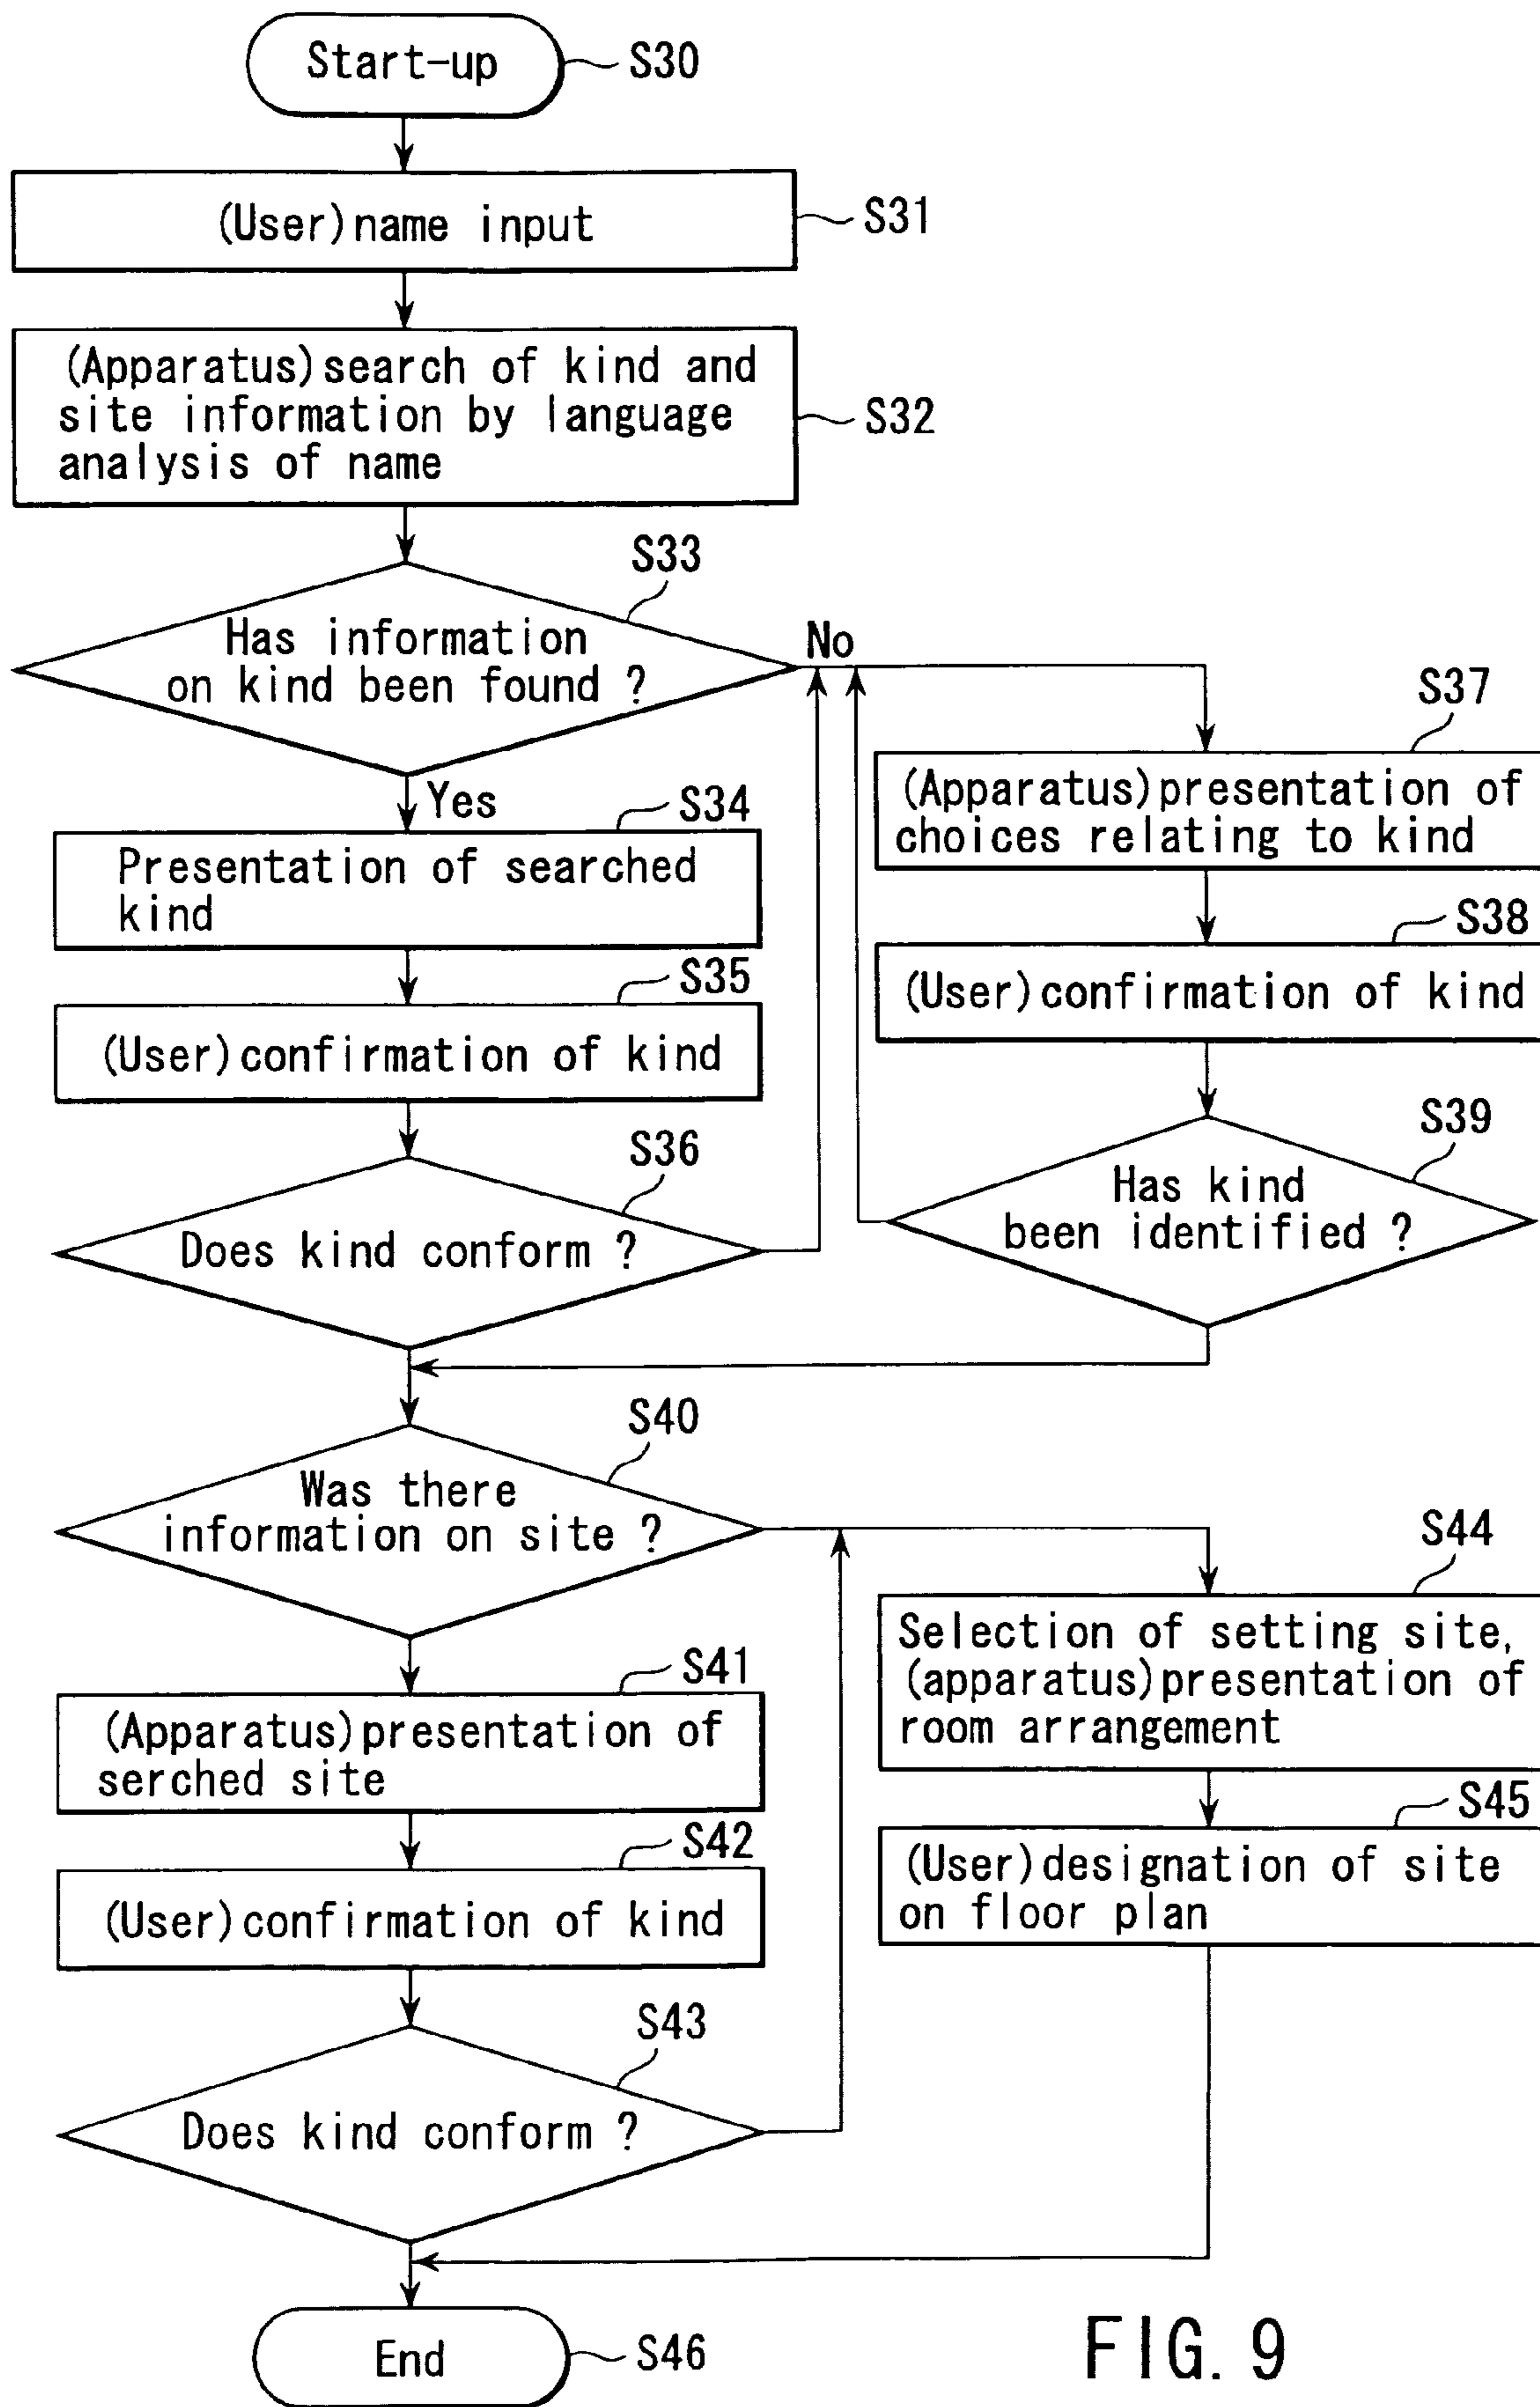 Start-up
S30
(User)name input
S31
(Apparatus)search of kind and
site information by language
analysis of name
S32
S33
Has information
on kind been found ?
No
Yes
S34
Presentation of searched
kind
S35
(User)confirmation of kind
S36
Does kind conform ?
S37
(Apparatus)presentation of
choices relating to kind
S38
(User)confirmation of kind
S39
Has kind
been identified ?
S40
Was there
information on site ?
S41
(Apparatus)presentation of
serched site
S42
(User)confirmation of kind
S43
Does kind conform ?
S44
Selection of setting site,
(apparatus)presentation of
room arrangement
S45
(User)designation of site
on floor plan
End
S46
FIG. 9